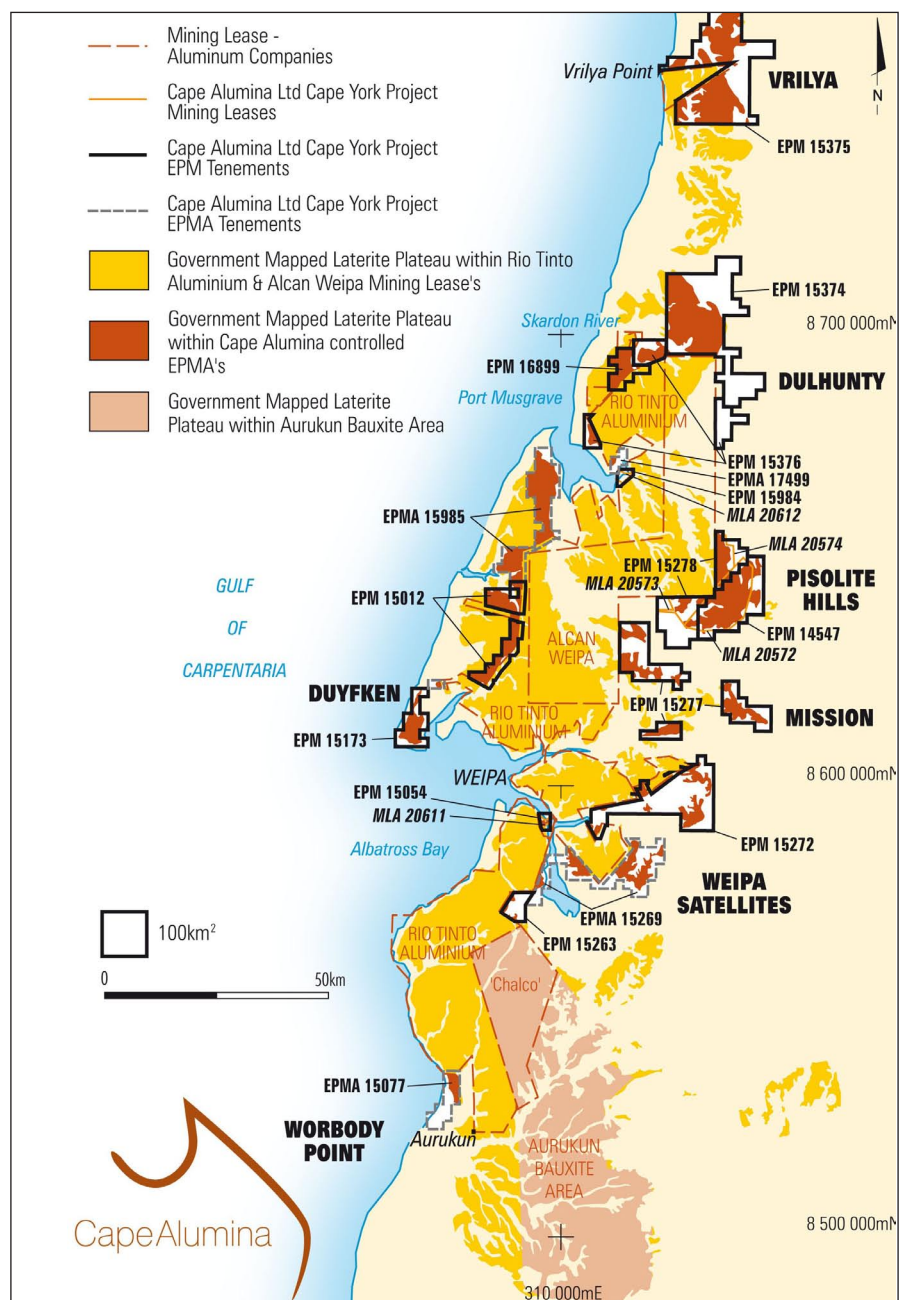 Mining Lease -
Aluminum Companies
Cape Alumina Ltd Cape York Project
Mining Leases
Cape Alumina Ltd Cape York Project
EPM Tenements
Cape Alumina Ltd Cape York Project
EPMA Tenements
Government Mapped Laterite Plateau within Rio Tinto
Aluminium & Alcan Weipa Mining Lease's
Government Mapped Laterite Plateau
within Cape Alumina controlled
EPMA's
Government Mapped Laterite
Plateau within Aurukun Bauxite Area
Vrilya Point
VRILYA
N
EPM 15375
EPM 15374
Skardon River
8 700 000mN
EPM 16899
DULHUNTY
Port Musgrave
RIO TINTO
ALUMINIUM
EPM 15376
EPMA 17499
EPM 15984
MLA 20612
EPMA 15985
MLA 20574
EPM 15278
MLA 20573
PISOLITE
HILLS
EPM 15012
GULF
OF
CARPENTARIA
EPM 14547
MLA 20572
ALCAN
WEIPA
DUYFKEN
EPM 15277
MISSION
RIO TINTO
ALUMINIUM
EPM 15173
WEIPA
8 600 000mN
EPM 15054
MLA 20611
Albatross Bay
EPM 15272
WEIPA
SATELLITES
EPMA 15269
EPM 15263
100km²
RIO TINTO
ALUMINIUM
0
50km
'Chalco'
EPMA 15077
WORBODY
POINT
Aurukun
AURUKUN
BAUXITE
AREA
CapeAlumina
8 500 000mN
310 000mE